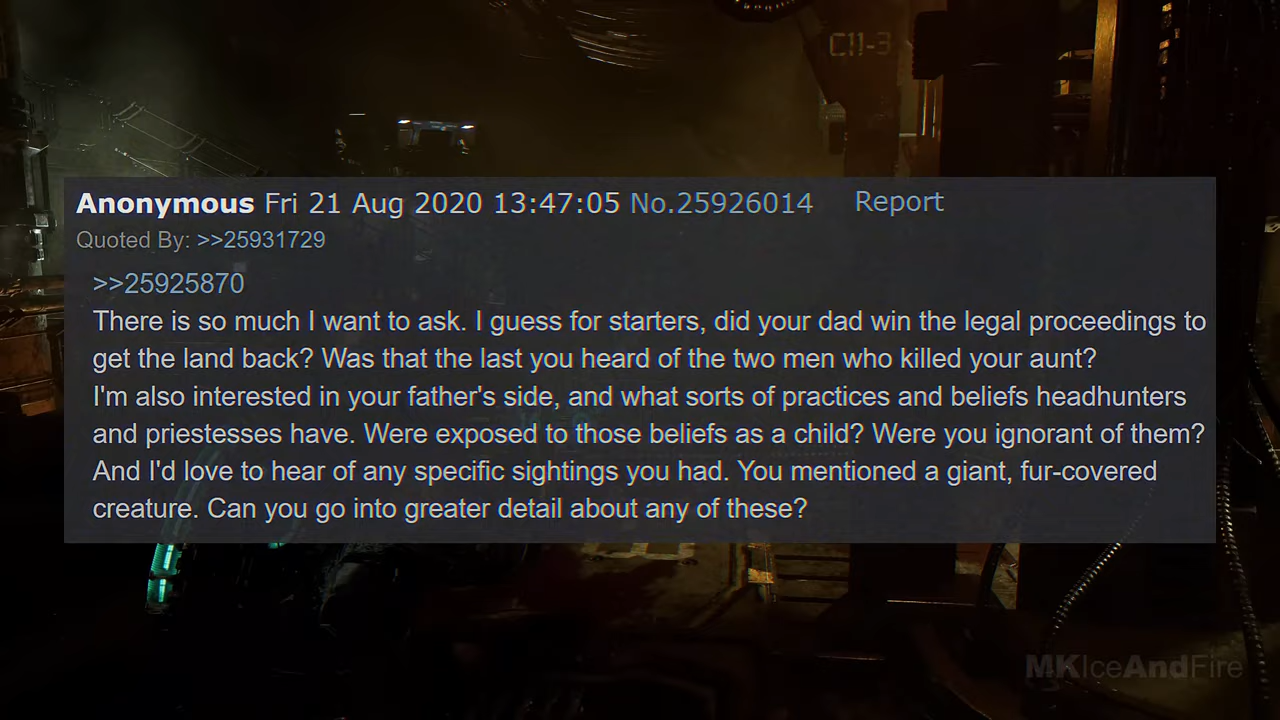 C11-3
Anonymous Fri 21 Aug 2020 13:47:05 No.25926014 Report
Quoted By: >>25931729
>>25925870
There is so much I want to ask. I guess for starters, did your dad win the legal proceedings to
get the land back? Was that the last you heard of the two men who killed your aunt?
I'm also interested in your father's side, and what sorts of practices and beliefs headhunters
and priestesses have. Were exposed to those beliefs as a child? Were you ignorant of them?
And I'd love to hear of any specific sightings you had. You mentioned a giant, fur-covered
creature. Can you go into greater detail about any of these?
MKIceAndFire